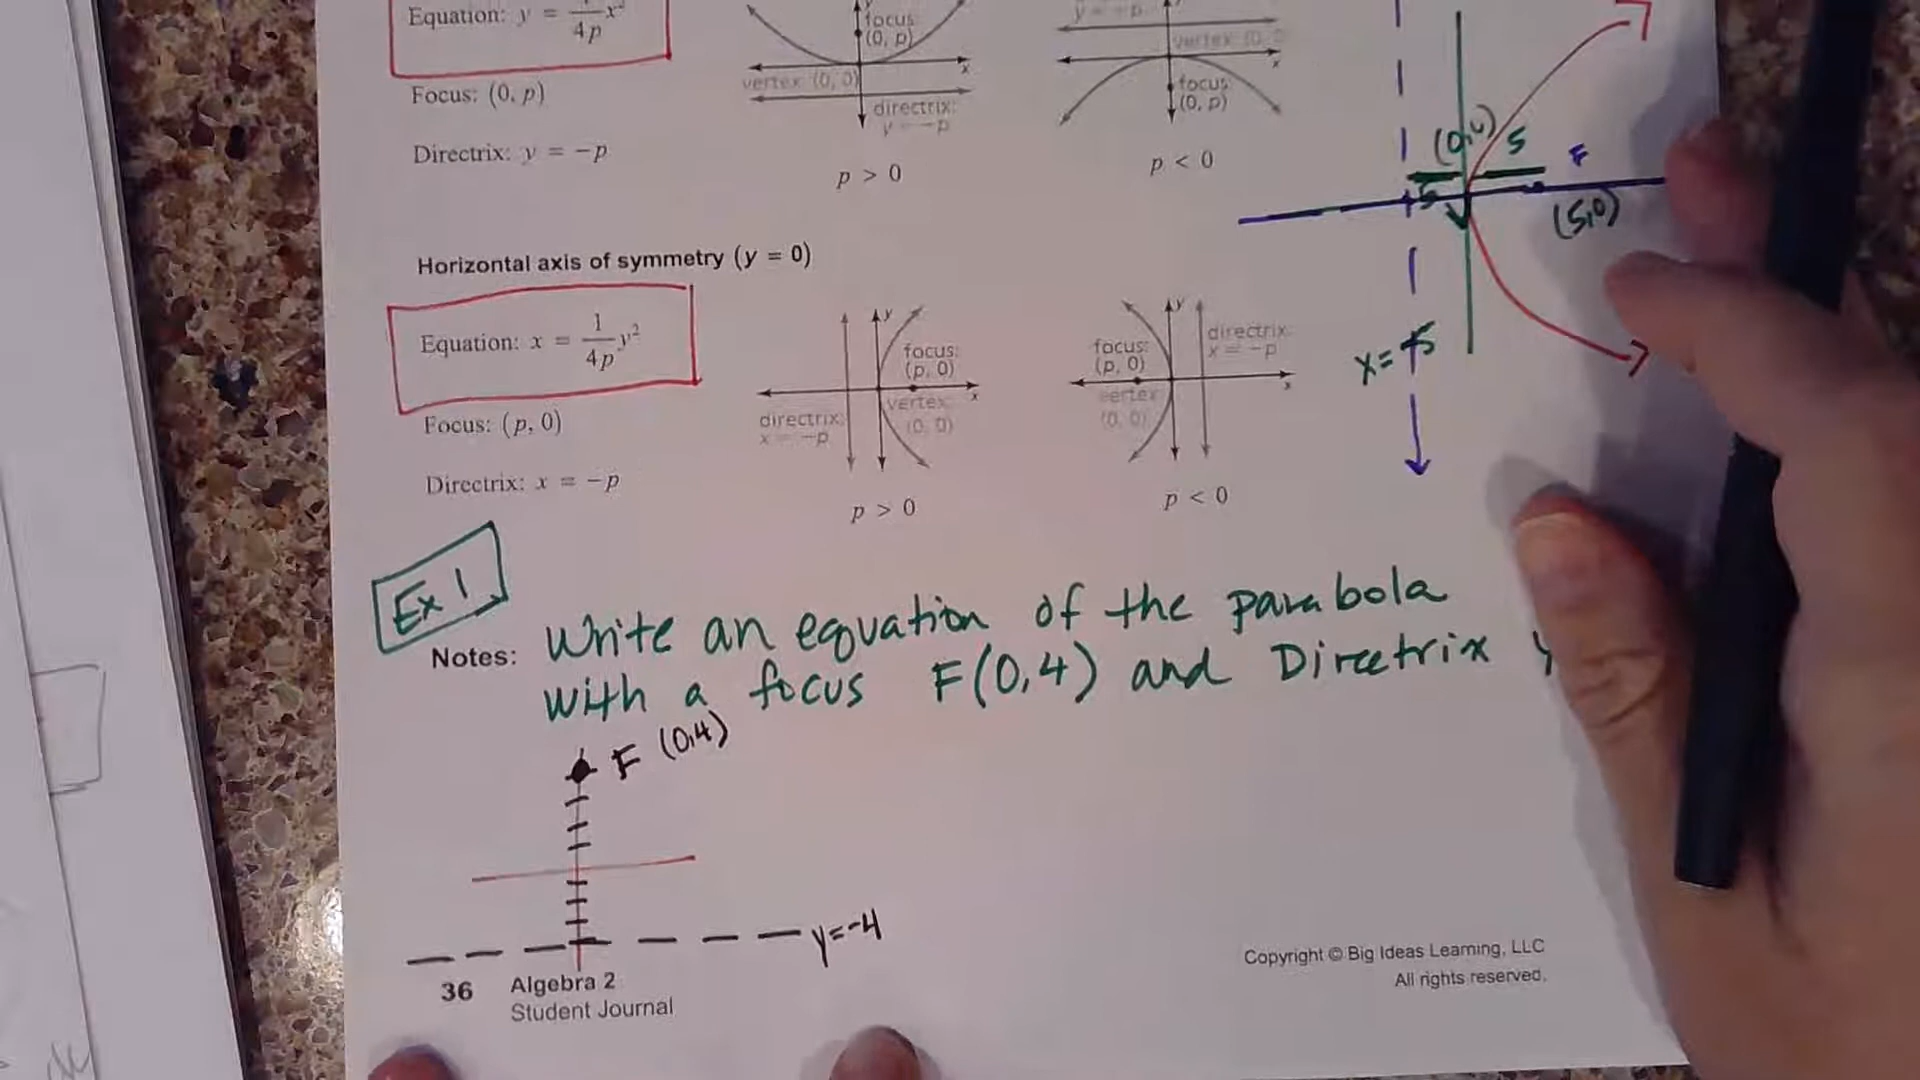 Equation: y = 1/4p x²
Focus: (0, p)
Directrix: y = −p
focus:
(0, p)
vertex: (0, 0)
x
directrix:
y = −p
p > 0
y = −p
vertex: (0, 0)
x
focus:
(0, p)
p < 0
(0,0) 5 F
5
(5,0)
x = -5
Horizontal axis of symmetry (y = 0)
Equation: x = 1/4p y²
Focus: (p, 0)
Directrix: x = −p
y
focus:
(p, 0)
x
vertex:
(0, 0)
directrix:
x = −p
p > 0
y
directrix:
x = −p
focus:
(p, 0)
x
vertex:
(0, 0)
p < 0
Ex 1
Notes: Write an equation of the parabola
with a focus F(0,4) and Directrix y
F (0,4)
y=-4
36 Algebra 2
Student Journal
Copyright © Big Ideas Learning, LLC
All rights reserved.